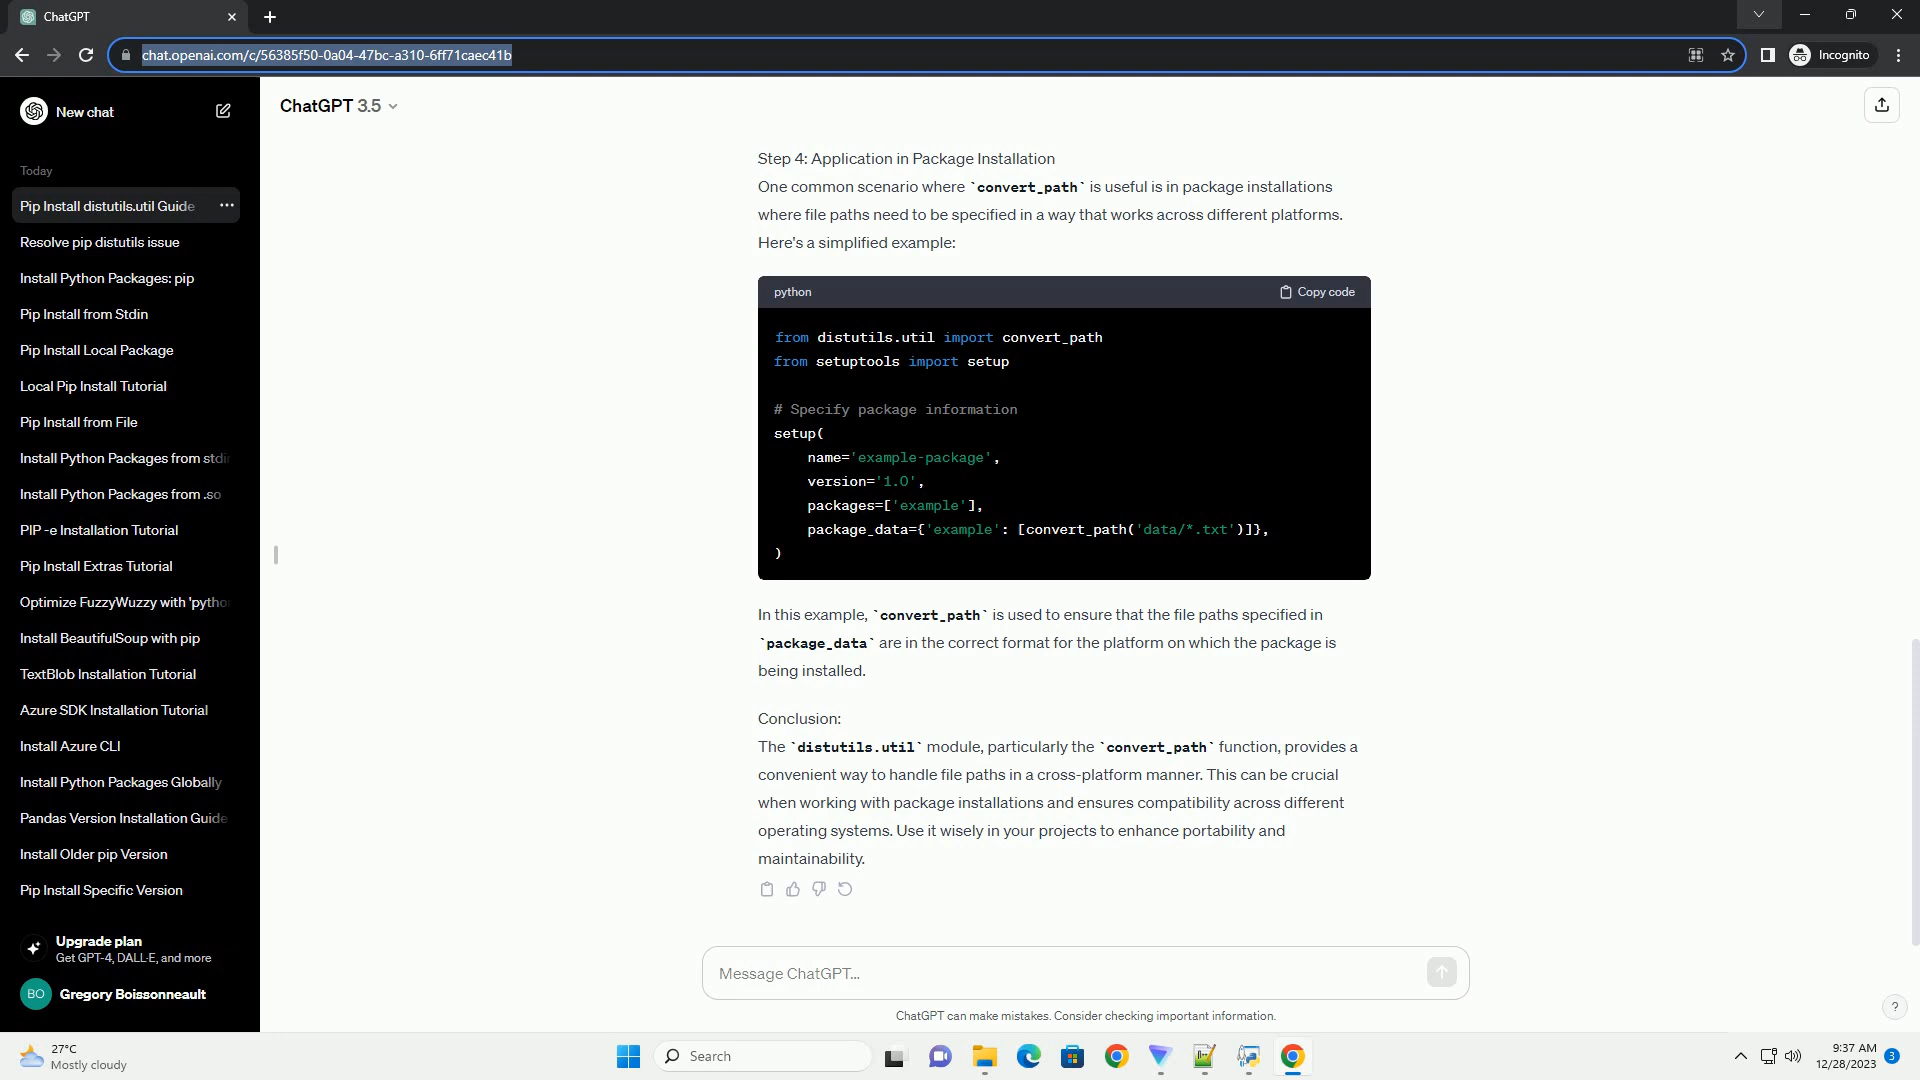 ChatGPT
chat.openai.com/c/56385f50-0a04-47bc-a310-6ff71caec41b
Incognito
New chat
ChatGPT 3.5
Today
Pip Install distutils.util Guide
Resolve pip distutils issue
Install Python Packages: pip
Pip Install from Stdin
Pip Install Local Package
Local Pip Install Tutorial
Pip Install from File
Install Python Packages from stdin
Install Python Packages from .so
PIP -e Installation Tutorial
Pip Install Extras Tutorial
Optimize FuzzyWuzzy with 'pytho
Install BeautifulSoup with pip
TextBlob Installation Tutorial
Azure SDK Installation Tutorial
Install Azure CLI
Install Python Packages Globally
Pandas Version Installation Guide
Install Older pip Version
Pip Install Specific Version
Upgrade plan
Get GPT-4, DALL·E, and more
BO
Gregory Boissonneault
Step 4: Application in Package Installation
One common scenario where `convert_path` is useful is in package installations
where file paths need to be specified in a way that works across different platforms.
Here's a simplified example:
python
Copy code
from distutils.util import convert_path
from setuptools import setup
# Specify package information
setup(
name='example-package',
version='1.0',
packages=['example'],
package_data={'example': [convert_path('data/*.txt')]},
)
In this example, `convert_path` is used to ensure that the file paths specified in
`package_data` are in the correct format for the platform on which the package is
being installed.
Conclusion:
The `distutils.util` module, particularly the `convert_path` function, provides a
convenient way to handle file paths in a cross-platform manner. This can be crucial
when working with package installations and ensures compatibility across different
operating systems. Use it wisely in your projects to enhance portability and
maintainability.
Message ChatGPT...
ChatGPT can make mistakes. Consider checking important information.
?
27°C
Mostly cloudy
Search
9:37 AM
12/28/2023
3